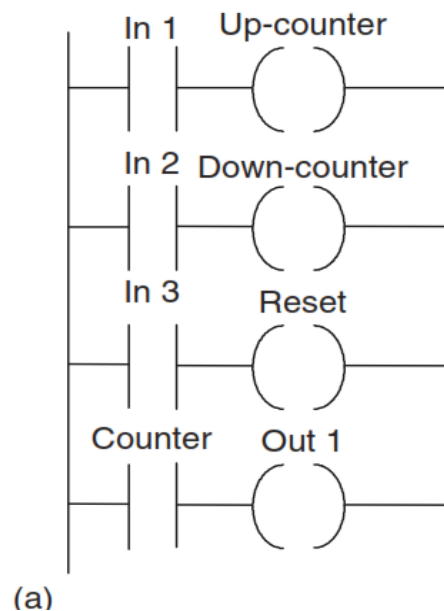 In 1 Up-counter
In 2 Down-counter
In 3 Reset
Counter Out 1
(a)